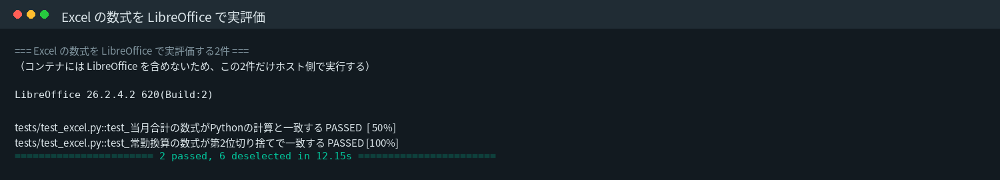 Excel の数式を LibreOffice で実評価
=== Excel の数式を LibreOffice で実評価する2件 ===
（コンテナには LibreOffice を含めないため、この2件だけホスト側で実行する）
LibreOffice 26.2.4.2 620(Build:2)
tests/test_excel.py::test_当月合計の数式がPythonの計算と一致する PASSED [ 50%]
tests/test_excel.py::test_常勤換算の数式が第2位切り捨てで一致する PASSED [100%]
======================= 2 passed, 6 deselected in 12.15s =======================